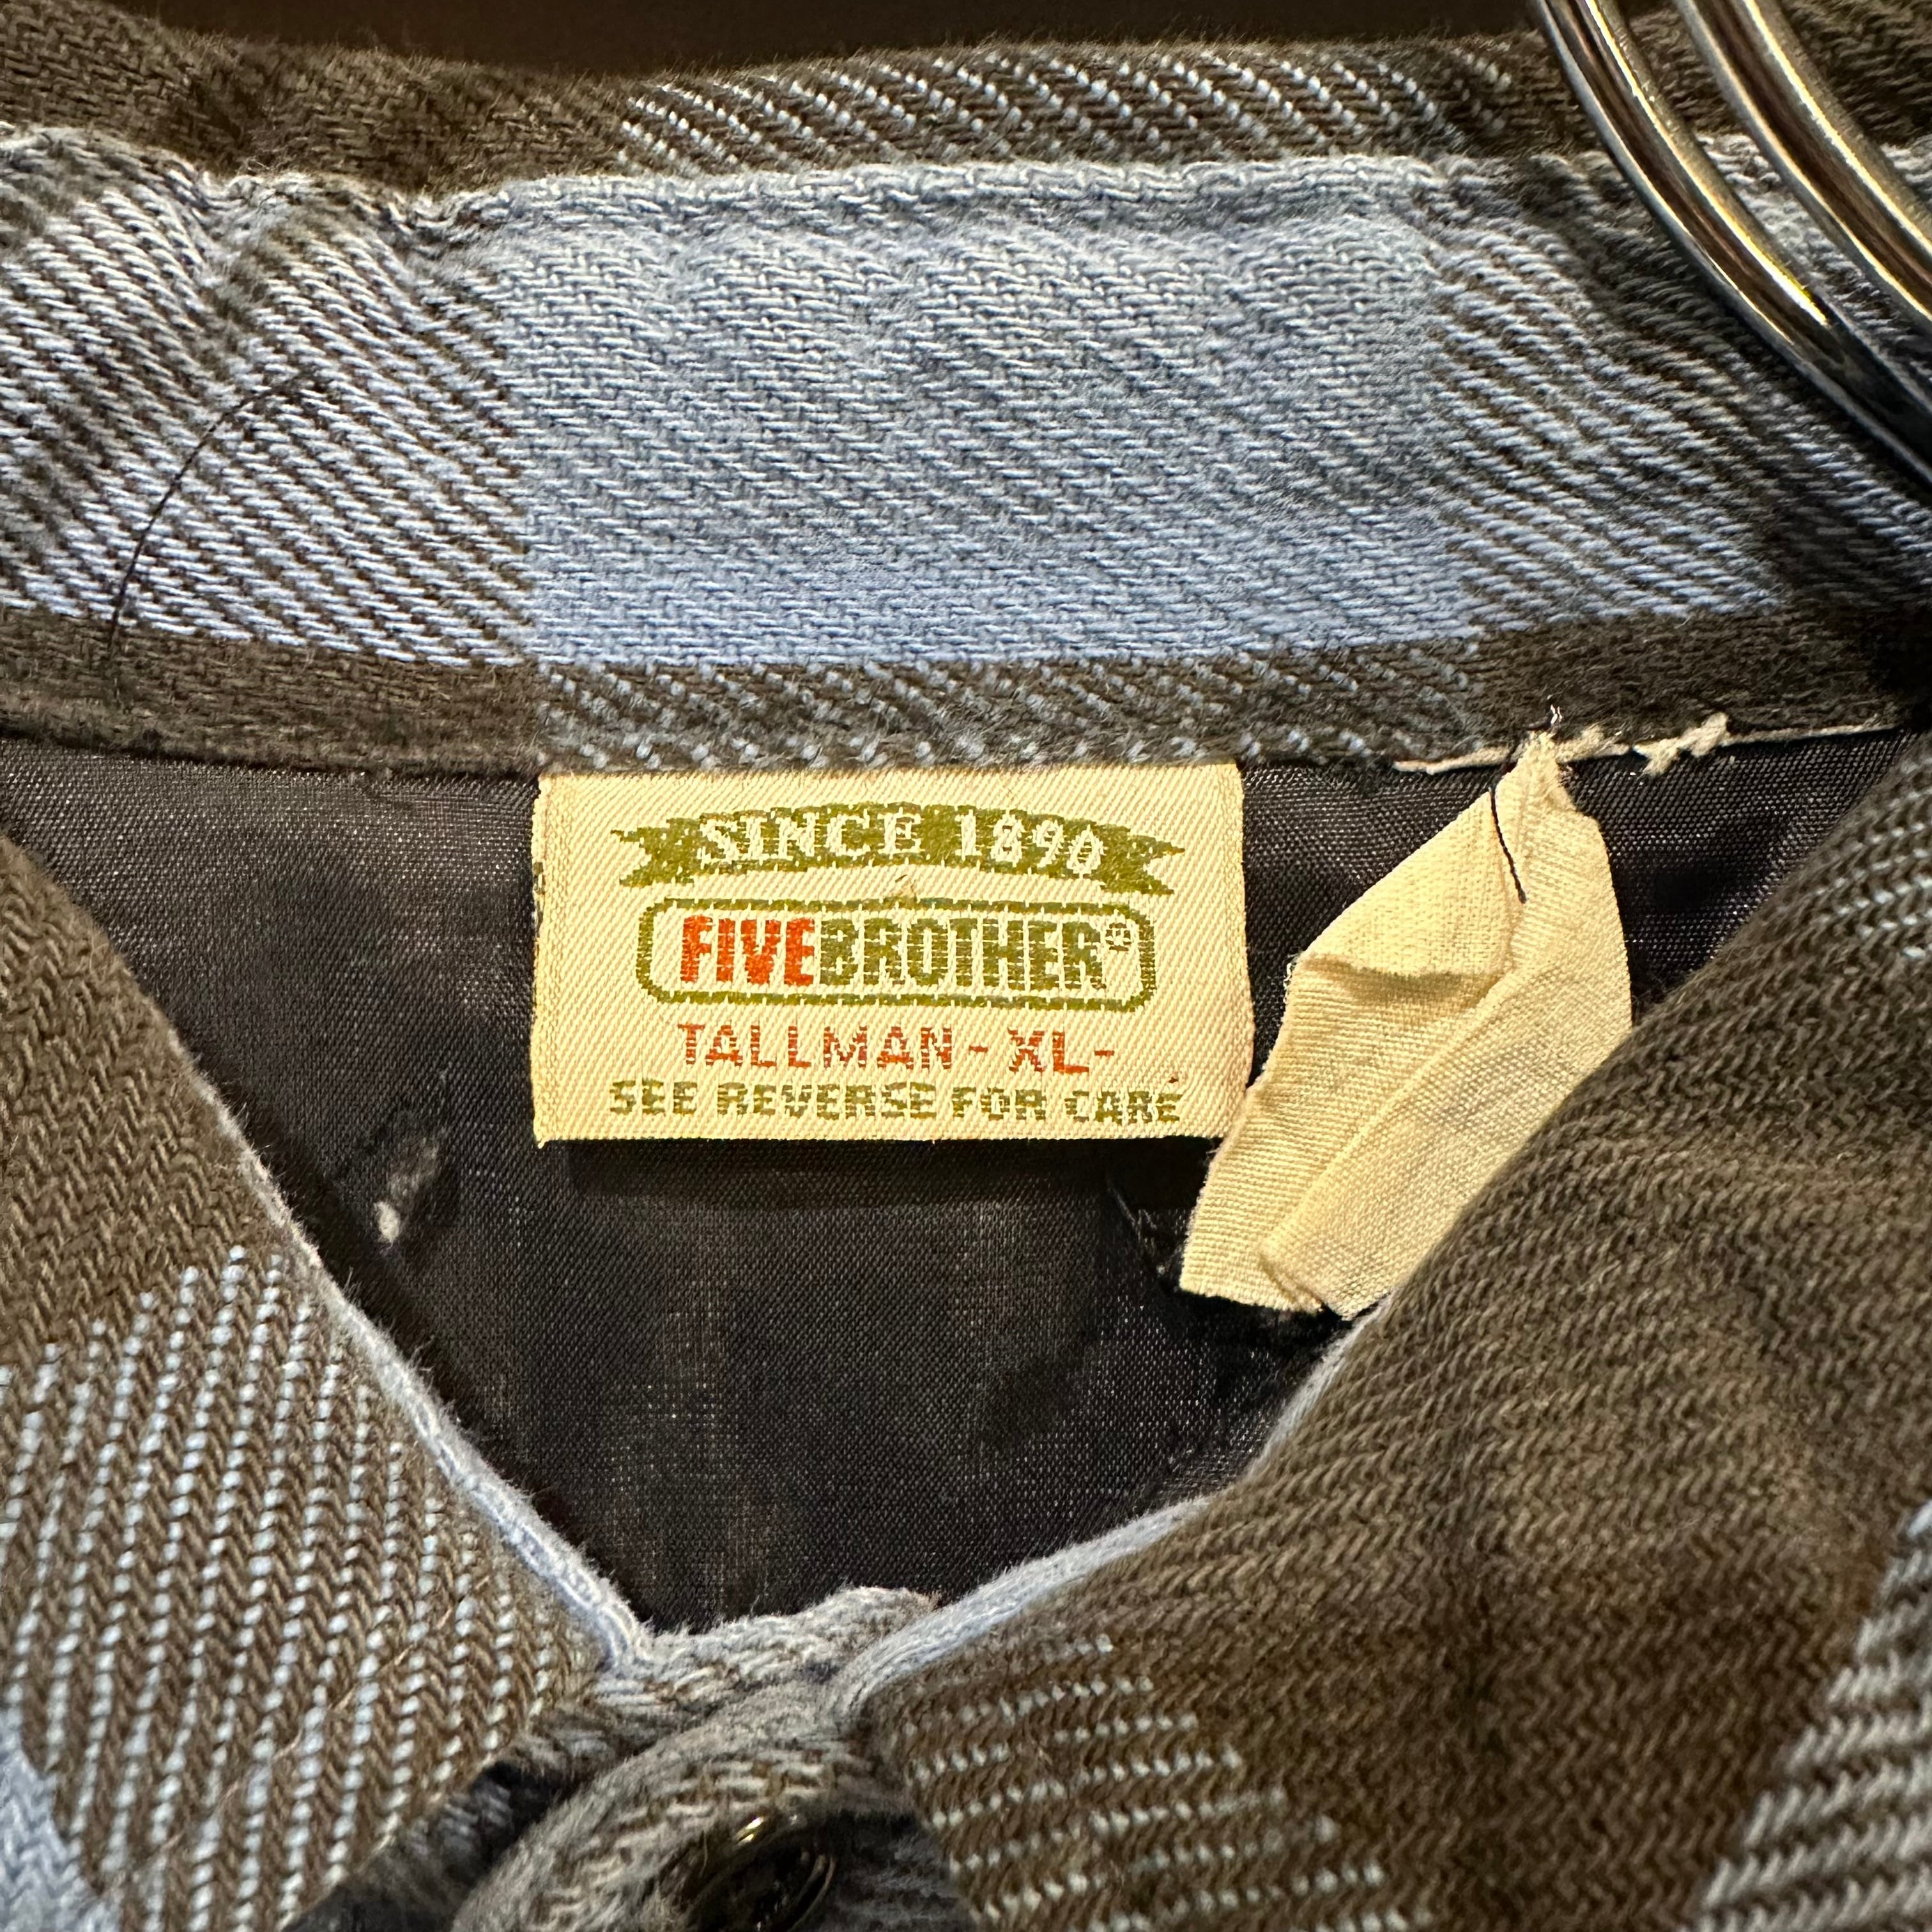 SINCE 1890
FIVEBROTHER®
TALLMAN - XL-
SEE REVERSE FOR CARE